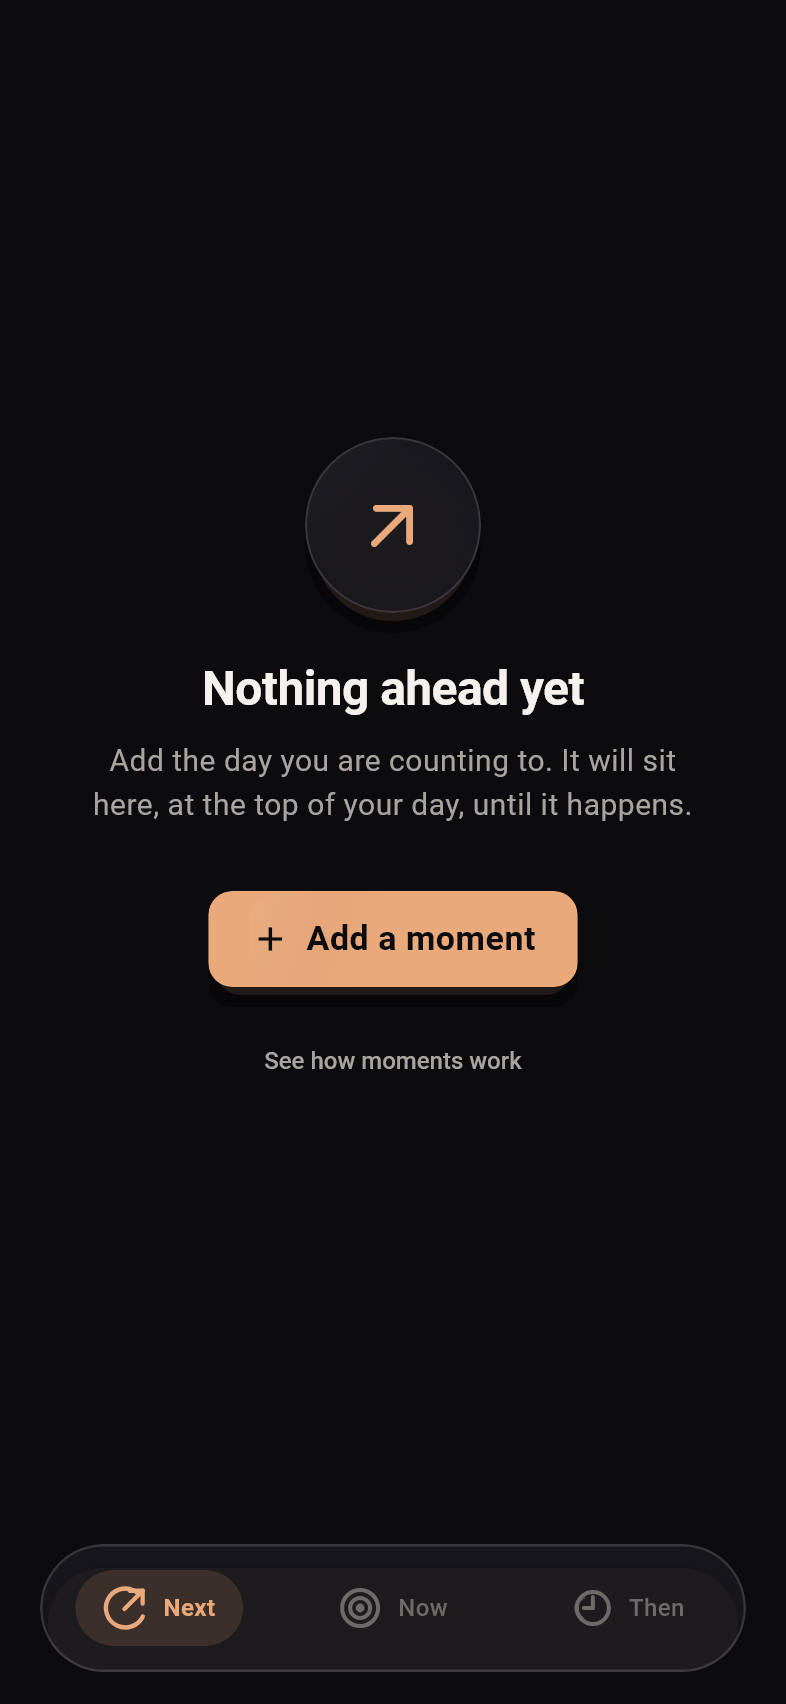 Nothing ahead yet
Add the day you are counting to. It will sit
here, at the top of your day, until it happens.
Add a moment
See how moments work
Next
Now
Then